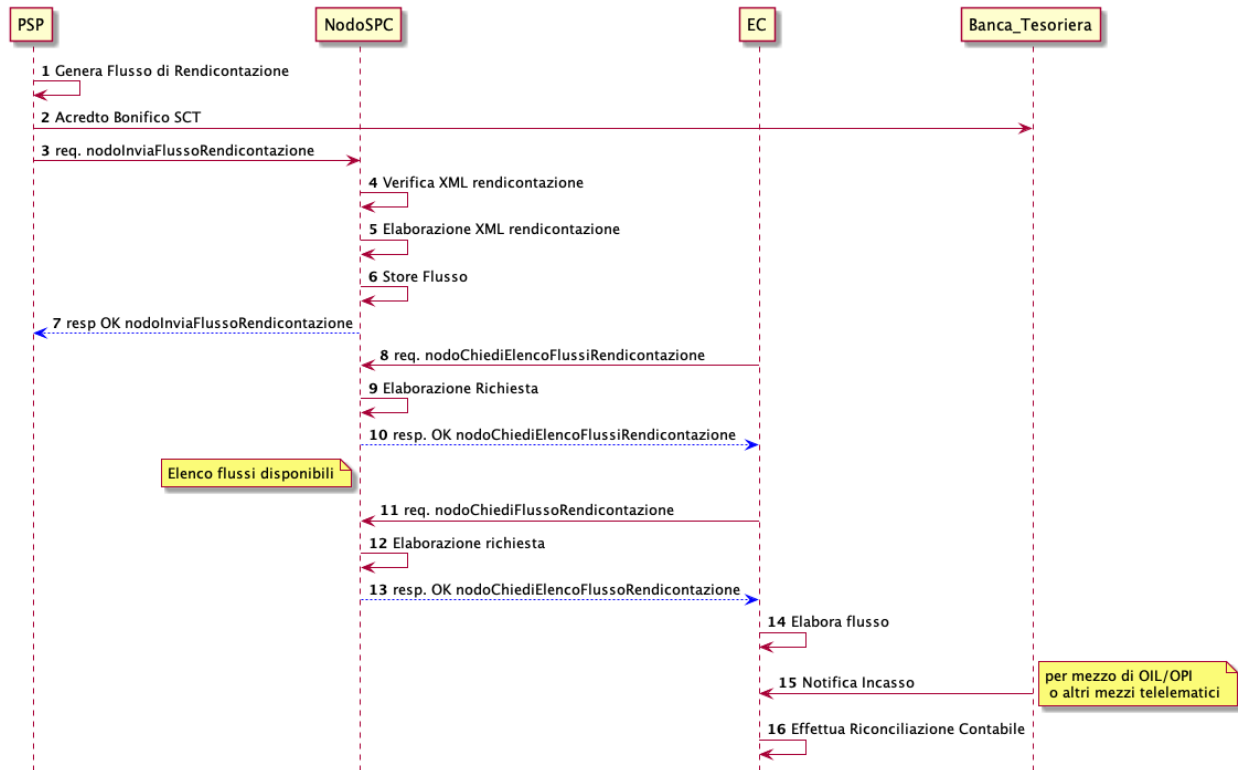 PSP
NodoSPC
EC
Banca_Tesoriera
1 Genera Flusso di Rendicontazione
2 Acredto Bonifico SCT
3 req. nodoInviaFlussoRendicontazione
4 Verifica XML rendicontazione
5 Elaborazione XML rendicontazione
6 Store Flusso
7 resp OK nodoInviaFlussoRendicontazione
8 req. nodoChiediElencoFlussiRendicontazione
9 Elaborazione Richiesta
10 resp. OK nodoChiediElencoFlussiRendicontazione
Elenco flussi disponibili
11 req. nodoChiediFlussoRendicontazione
12 Elaborazione richiesta
13 resp. OK nodoChiediElencoFlussoRendicontazione
14 Elabora flusso
15 Notifica Incasso
per mezzo di OIL/OPI
o altri mezzi telelematici
16 Effettua Riconciliazione Contabile